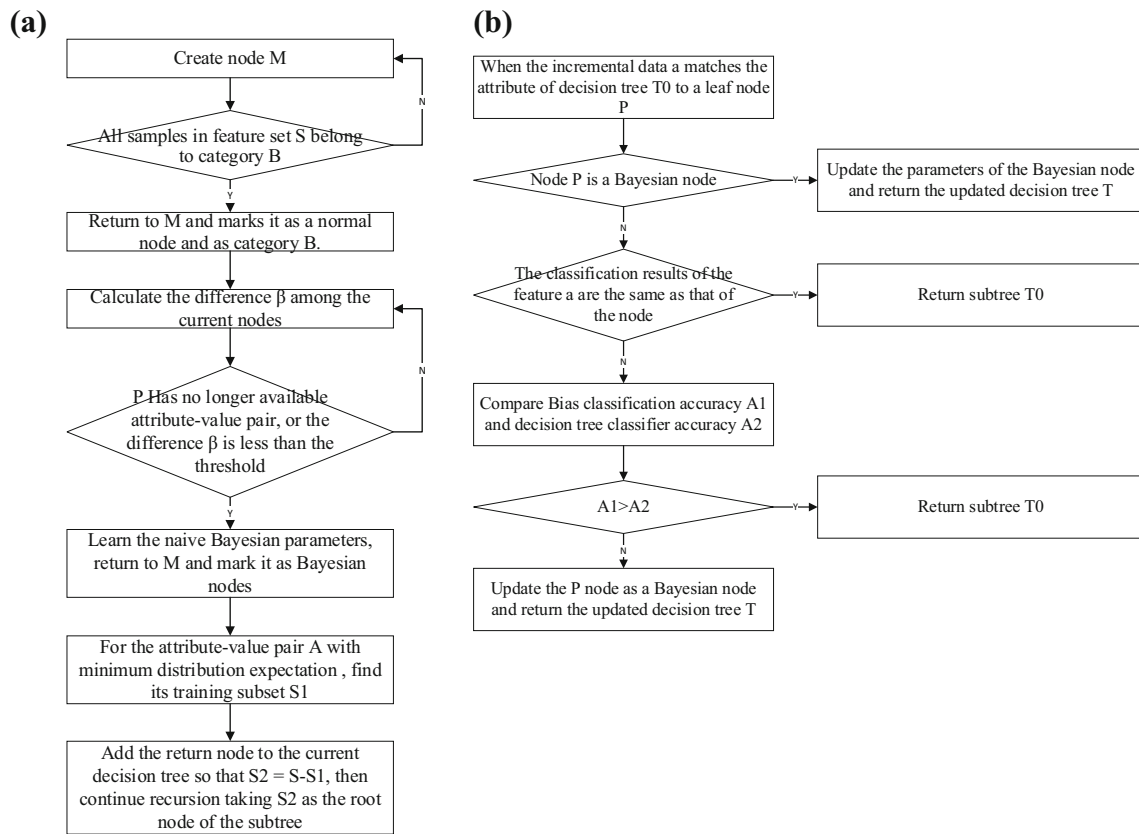 (a)
Create node M
N
All samples in feature set S belong
to category B
Y
Return to M and marks it as a normal
node and as category B.
Calculate the difference β among the
current nodes
N
P Has no longer available
attribute-value pair, or the
difference β is less than the
threshold
Y
Learn the naive Bayesian parameters,
return to M and mark it as Bayesian
nodes
For the attribute-value pair A with
minimum distribution expectation , find
its training subset S1
Add the return node to the current
decision tree so that S2 = S-S1, then
continue recursion taking S2 as the root
node of the subtree
(b)
When the incremental data a matches the
attribute of decision tree T0 to a leaf node
P
Node P is a Bayesian node
Y
Update the parameters of the Bayesian node
and return the updated decision tree T
N
The classification results of the
feature a are the same as that of
the node
Y
Return subtree T0
N
Compare Bias classification accuracy A1
and decision tree classifier accuracy A2
A1>A2
Y
Return subtree T0
N
Update the P node as a Bayesian node
and return the updated decision tree T